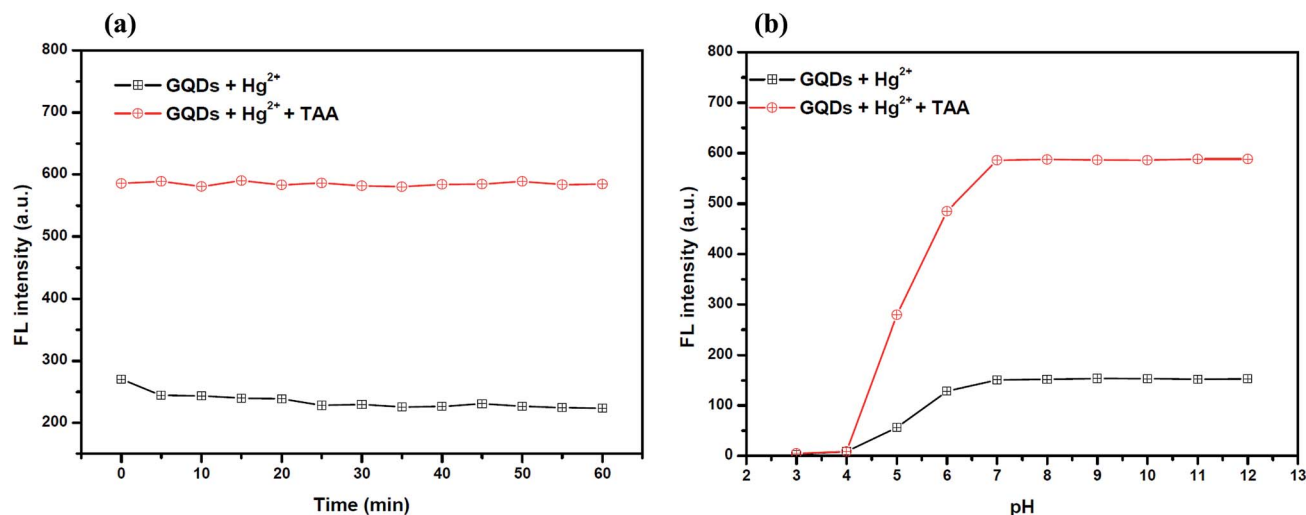 (a)
800
700
600
500
400
300
200
FL intensity (a.u.)
GQDs + Hg²⁺
GQDs + Hg²⁺ + TAA
0 10 20 30 40 50 60
Time (min)
(b)
800
700
600
500
400
300
200
100
0
FL intensity (a.u.)
GQDs + Hg²⁺
GQDs + Hg²⁺ + TAA
2 3 4 5 6 7 8 9 10 11 12 13
pH